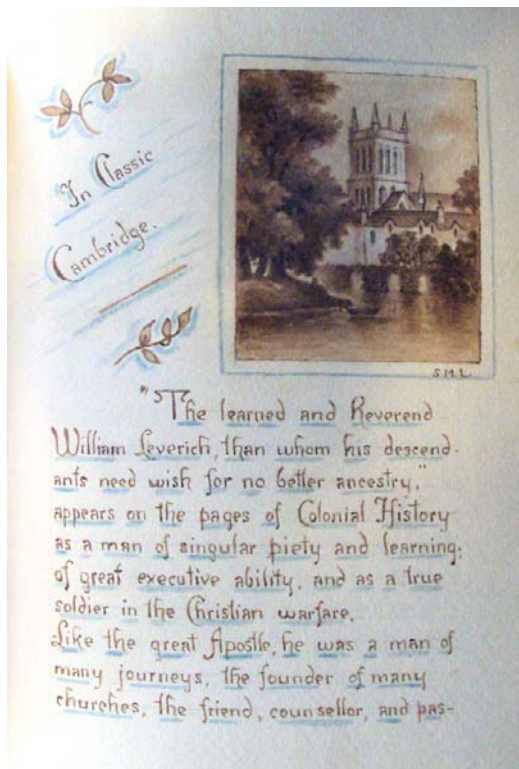 In Classic
Cambridge.
S M L
"The learned and Reverend
William Leverich, than whom his descend-
ants need wish for no better ancestry,"
appears on the pages of Colonial History
as a man of singular piety and learning;
of great executive ability, and as a true
soldier in the Christian warfare.
Like the great Apostle, he was a man of
many journeys, the founder of many
churches, the friend, counsellor, and pas-